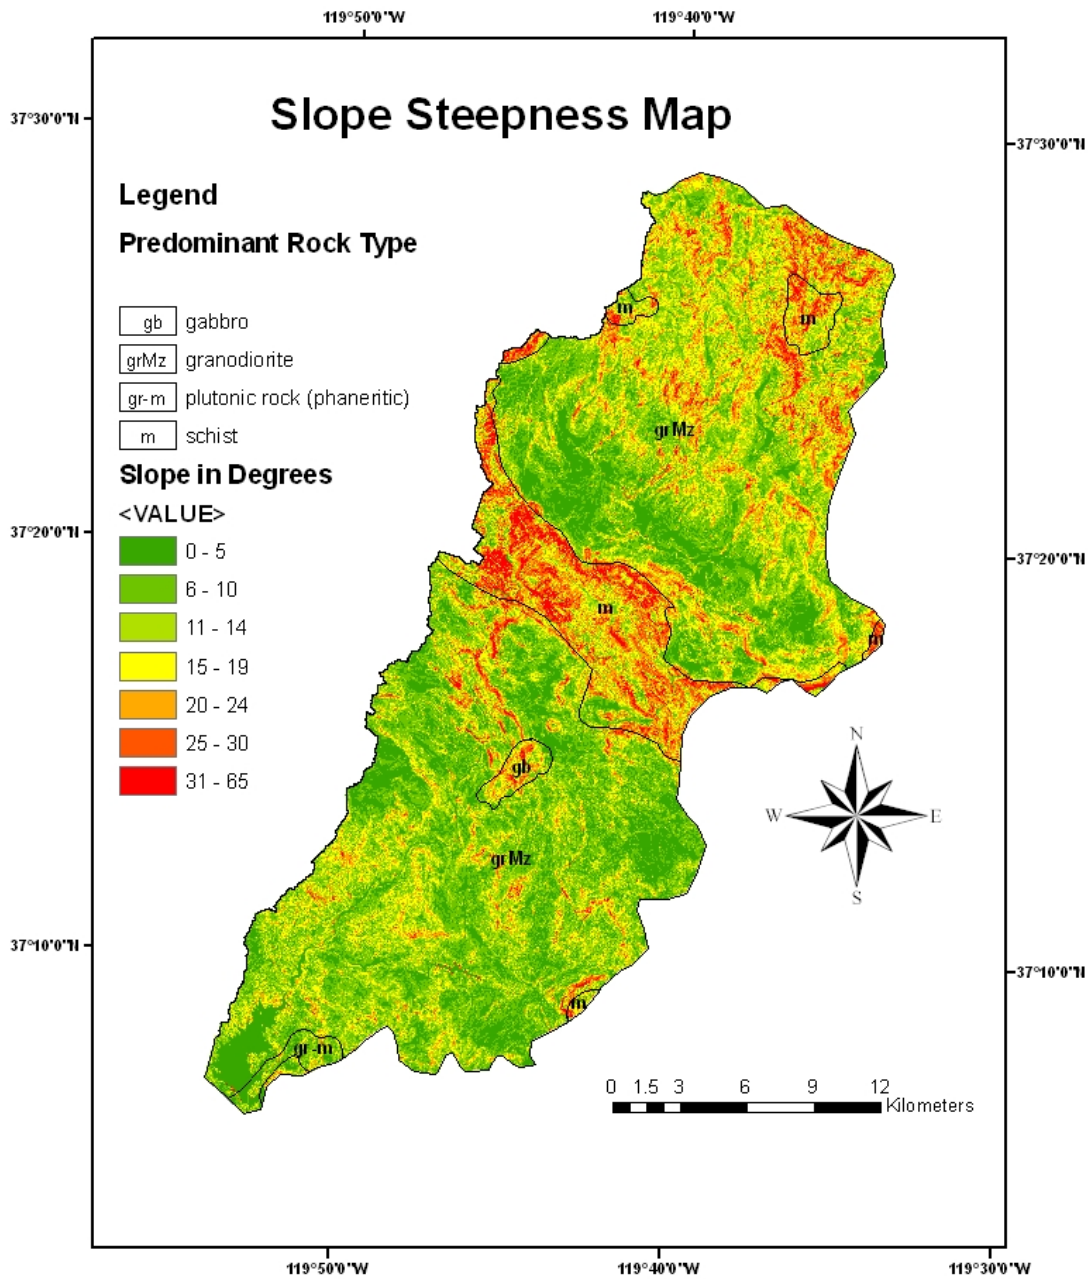 119°50'0"W 119°40'0"W
37°30'0"N
37°30'0"N
Slope Steepness Map
Legend
Predominant Rock Type
gb gabbro
grMz granodiorite
gr-m plutonic rock (phaneritic)
m schist
Slope in Degrees
<VALUE>
0 - 5
6 - 10
11 - 14
15 - 19
20 - 24
25 - 30
31 - 65
m
m
grMz
37°20'0"N
37°20'0"N
m
m
gb
grMz
N
W E
S
37°10'0"N
37°10'0"N
m
gr-m
0 1.5 3 6 9 12
Kilometers
119°50'0"W 119°40'0"W 119°30'0"W